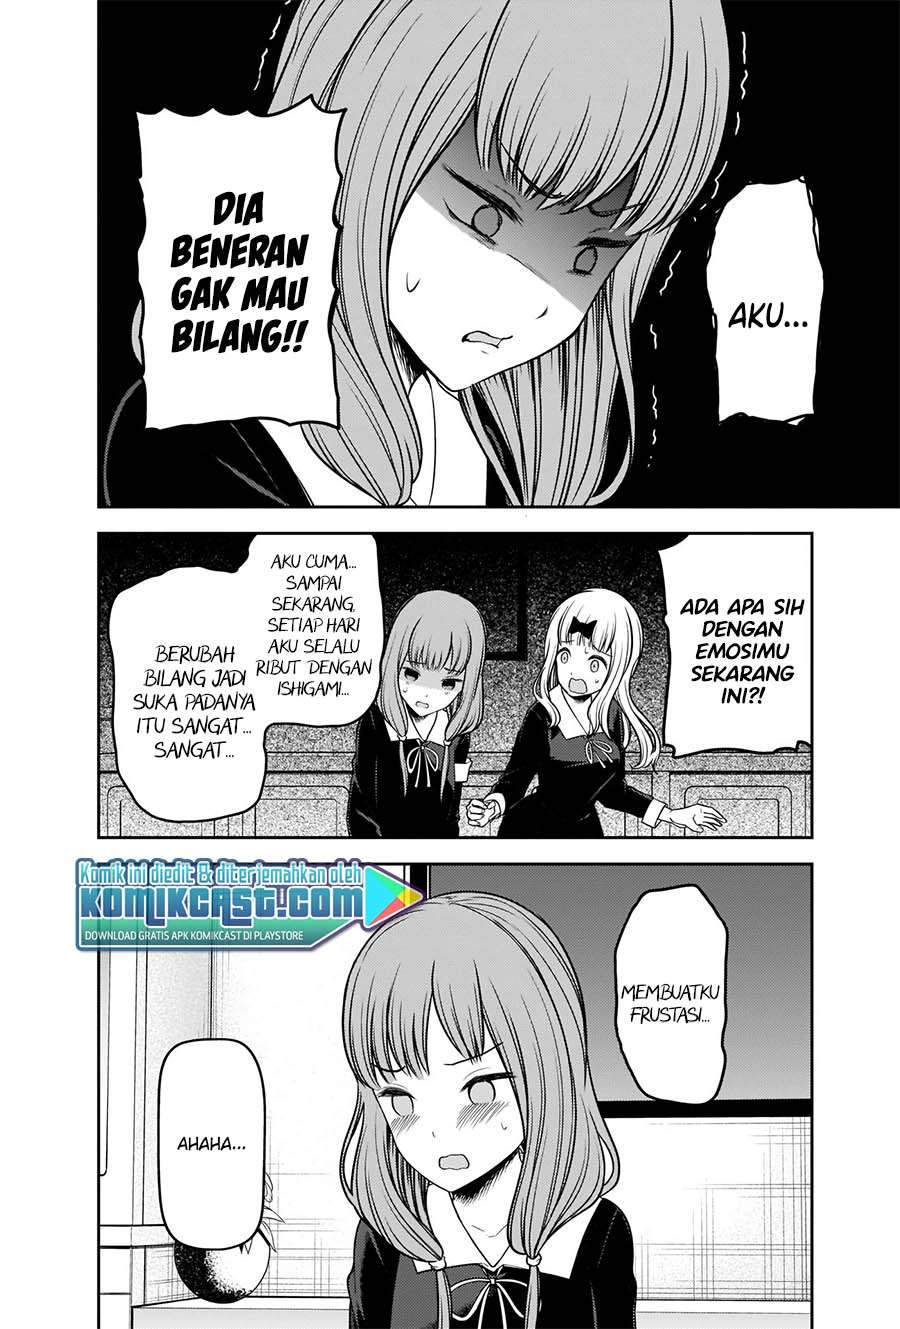 AKU...
DIA
BENERAN
GAK MAU
BILANG!!
ADA APA SIH
DENGAN
EMOSIMU
SEKARANG
INI?!
AKU CUMA...
SAMPAI
SEKARANG,
SETIAP HARI
AKU SELALU
RIBUT DENGAN
ISHIGAMI...
BERUBAH
BILANG JADI
SUKA PADANYA
ITU SANGAT...
SANGAT...
Komik ini diedit & diterjemahkan oleh
KOMIKCAST.COM
DOWNLOAD GRATIS APK KOMIKCAST DI PLAYSTORE
MEMBUATKU
FRUSTASI...
AHAHA...